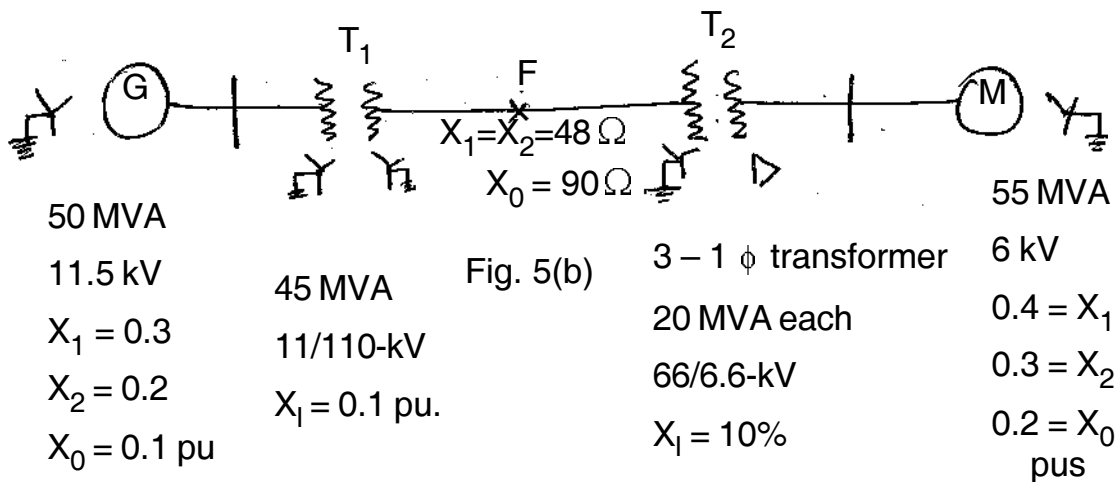 T₁
T₂
G
F
M
X₁=X₂=48 Ω
X₀ = 90 Ω
50 MVA
11.5 kV
X₁ = 0.3
X₂ = 0.2
X₀ = 0.1 pu
45 MVA
11/110-kV
Xₗ = 0.1 pu.
Fig. 5(b)
3 – 1 ϕ transformer
20 MVA each
66/6.6-kV
Xₗ = 10%
55 MVA
6 kV
0.4 = X₁
0.3 = X₂
0.2 = X₀
pus